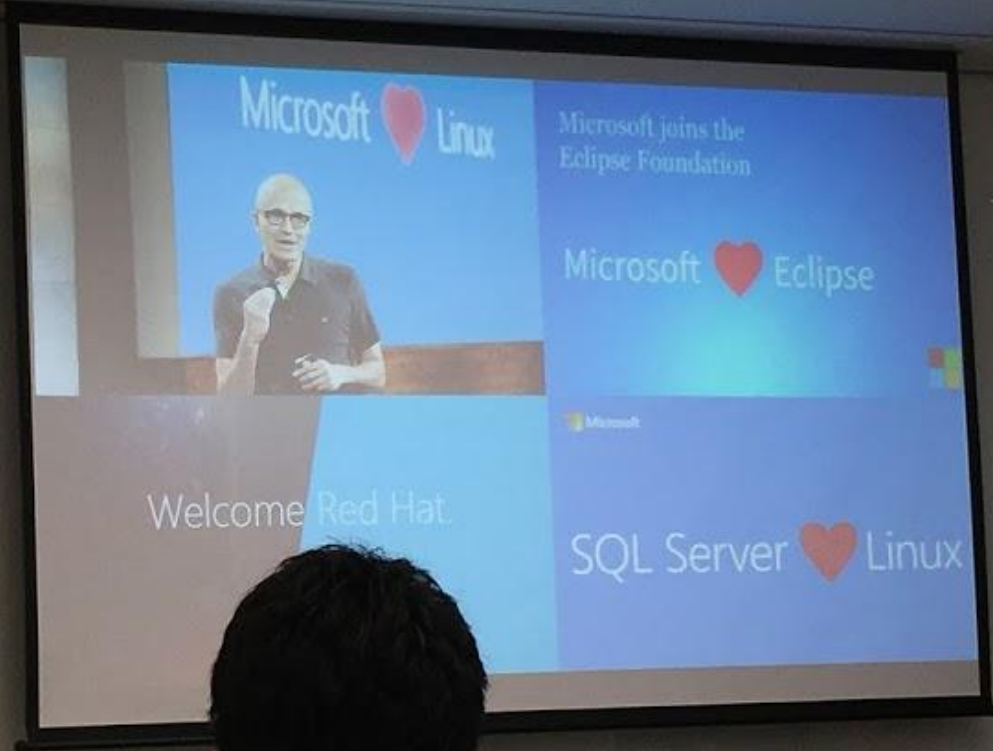 Microsoft Linux
Microsoft joins the
Eclipse Foundation
Microsoft Eclipse
Welcome Red Hat.
Microsoft
SQL Server Linux